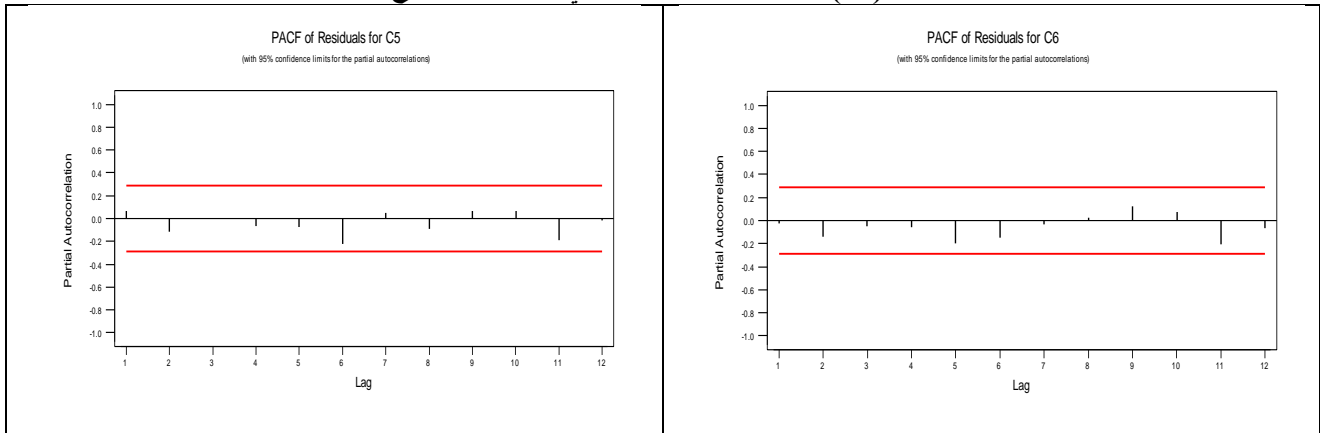 PACF of Residuals for C5
(with 95% confidence limits for the partial autocorrelations)
1.0
0.8
0.6
0.4
0.2
0.0
-0.2
-0.4
-0.6
-0.8
-1.0
Partial Autocorrelation
1 2 3 4 5 6 7 8 9 10 11 12
Lag
PACF of Residuals for C6
(with 95% confidence limits for the partial autocorrelations)
1.0
0.8
0.6
0.4
0.2
0.0
-0.2
-0.4
-0.6
-0.8
-1.0
Partial Autocorrelation
1 2 3 4 5 6 7 8 9 10 11 12
Lag